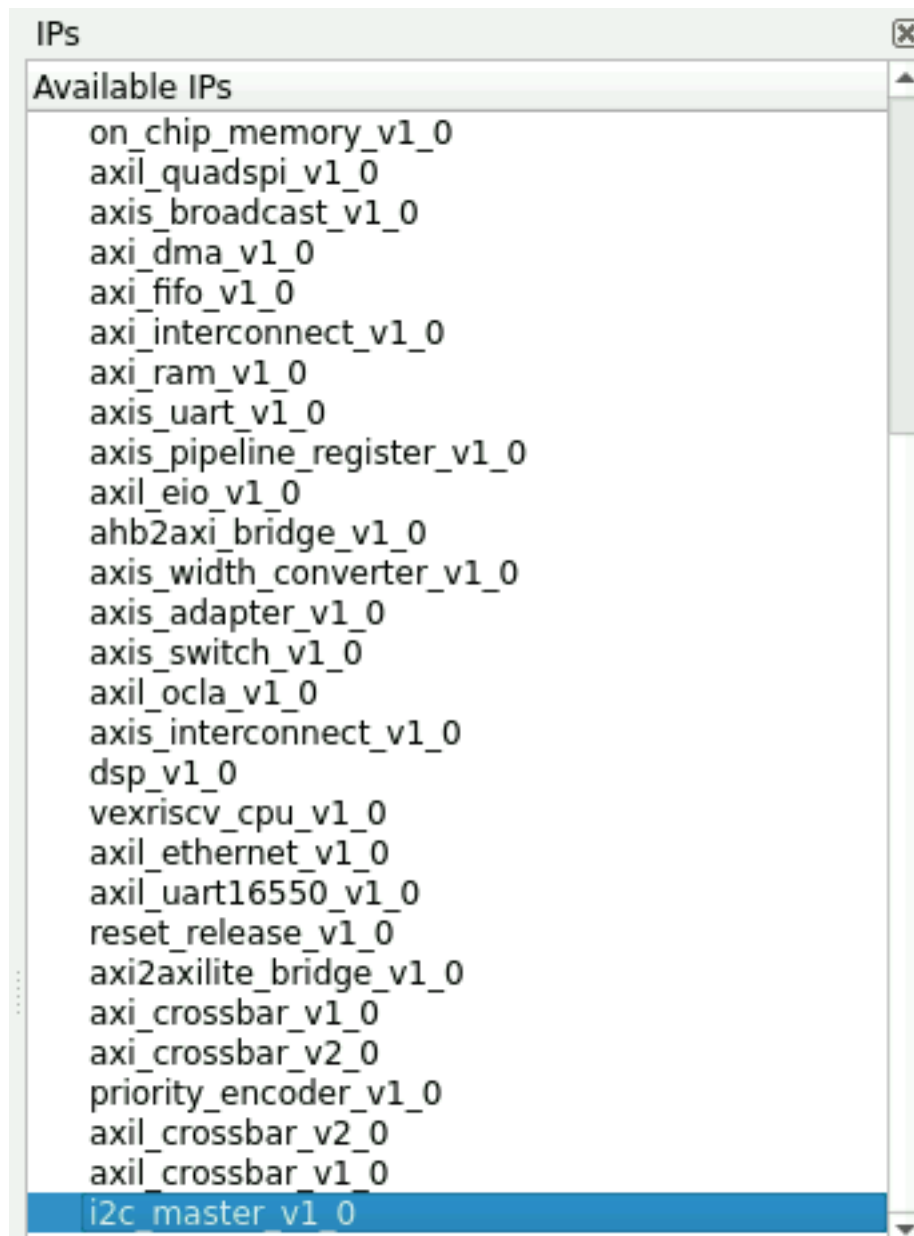 IPs
Available IPs
on_chip_memory_v1_0
axil_quadspi_v1_0
axis_broadcast_v1_0
axi_dma_v1_0
axi_fifo_v1_0
axi_interconnect_v1_0
axi_ram_v1_0
axis_uart_v1_0
axis_pipeline_register_v1_0
axil_eio_v1_0
ahb2axi_bridge_v1_0
axis_width_converter_v1_0
axis_adapter_v1_0
axis_switch_v1_0
axil_ocla_v1_0
axis_interconnect_v1_0
dsp_v1_0
vexriscv_cpu_v1_0
axil_ethernet_v1_0
axil_uart16550_v1_0
reset_release_v1_0
axi2axilite_bridge_v1_0
axi_crossbar_v1_0
axi_crossbar_v2_0
priority_encoder_v1_0
axil_crossbar_v2_0
axil_crossbar_v1_0
i2c_master_v1_0